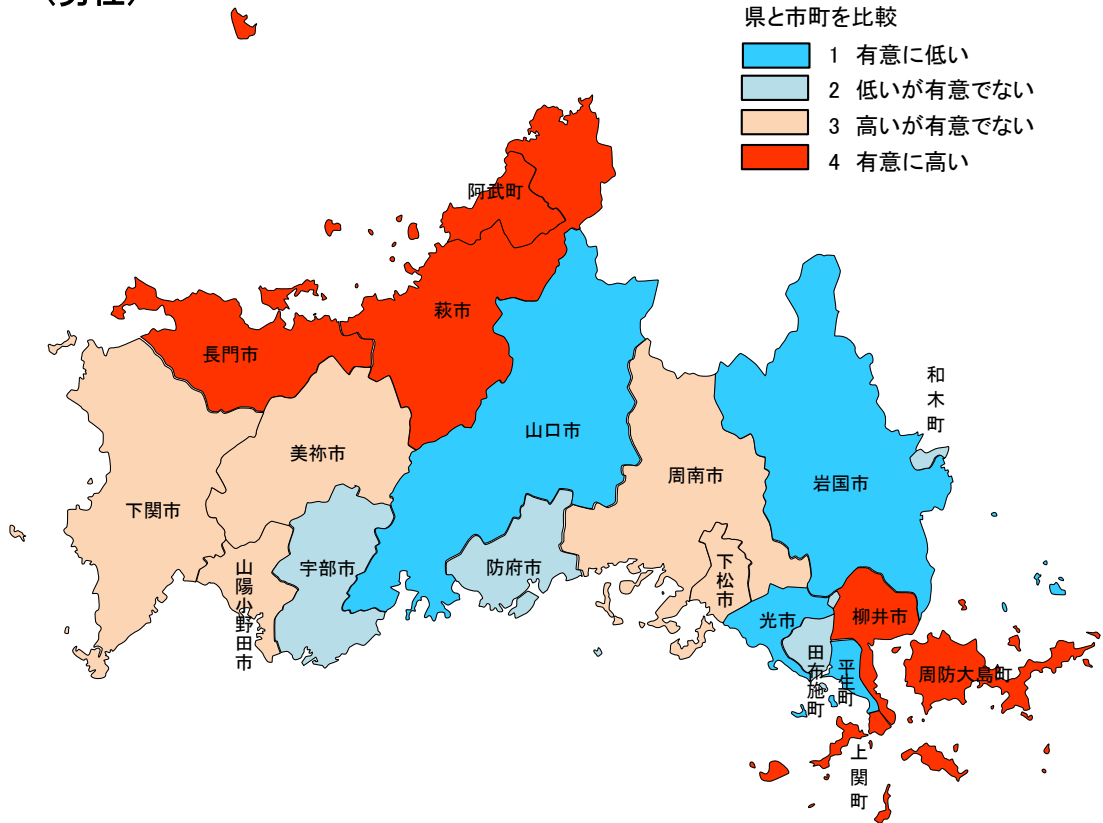 (男性)
県と市町を比較
1 有意に低い
2 低いが有意でない
3 高いが有意でない
4 有意に高い
阿武町
萩市
長門市
和木町
山口市
美祢市
周南市
岩国市
下関市
山陽小野田市
宇部市
防府市
下松市
光市
柳井市
田布施町
平生町
周防大島町
上関町